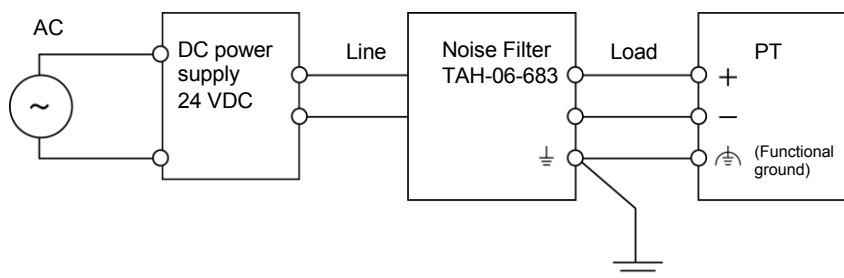 AC
DC power
supply
24 VDC
Line
Noise Filter
TAH-06-683
Load
PT
+
−
(Functional
ground)